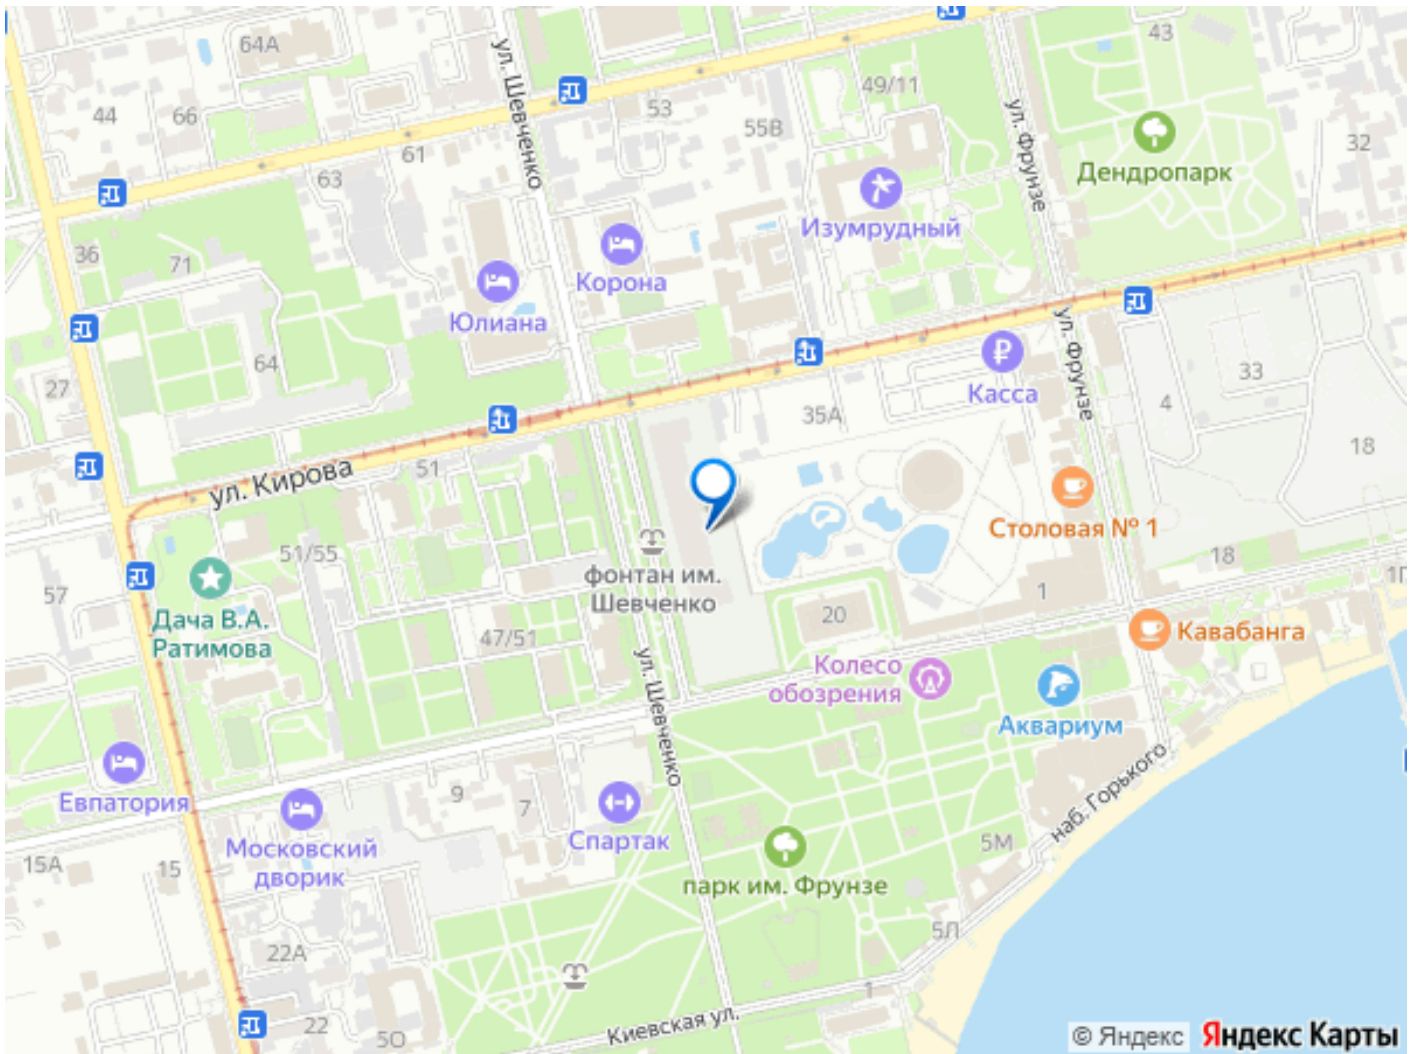 64А
43
44
66
ул. Шевченко
53
55В
49/11
ул. Фрунзе
32
61
63
Дендропарк
Изумрудный
36
71
Корона
Юлиана
64
27
ул. Фрунзе
Касса
35А
33
4
18
ул. Кирова
51
Столовая № 1
51/55
фонтан им.
Шевченко
57
Дача В.А.
Ратимова
47/51
20
1
18
1Г
Кавабанга
Колесо
обозрения
Аквариум
ул. Шевченко
Евпатория
9
7
Спартак
Московский
дворик
15А
15
парк им. Фрунзе
5М
наб. Горького
22А
5Л
22
50
Киевская ул.
1
© Яндекс Яндекс Карты